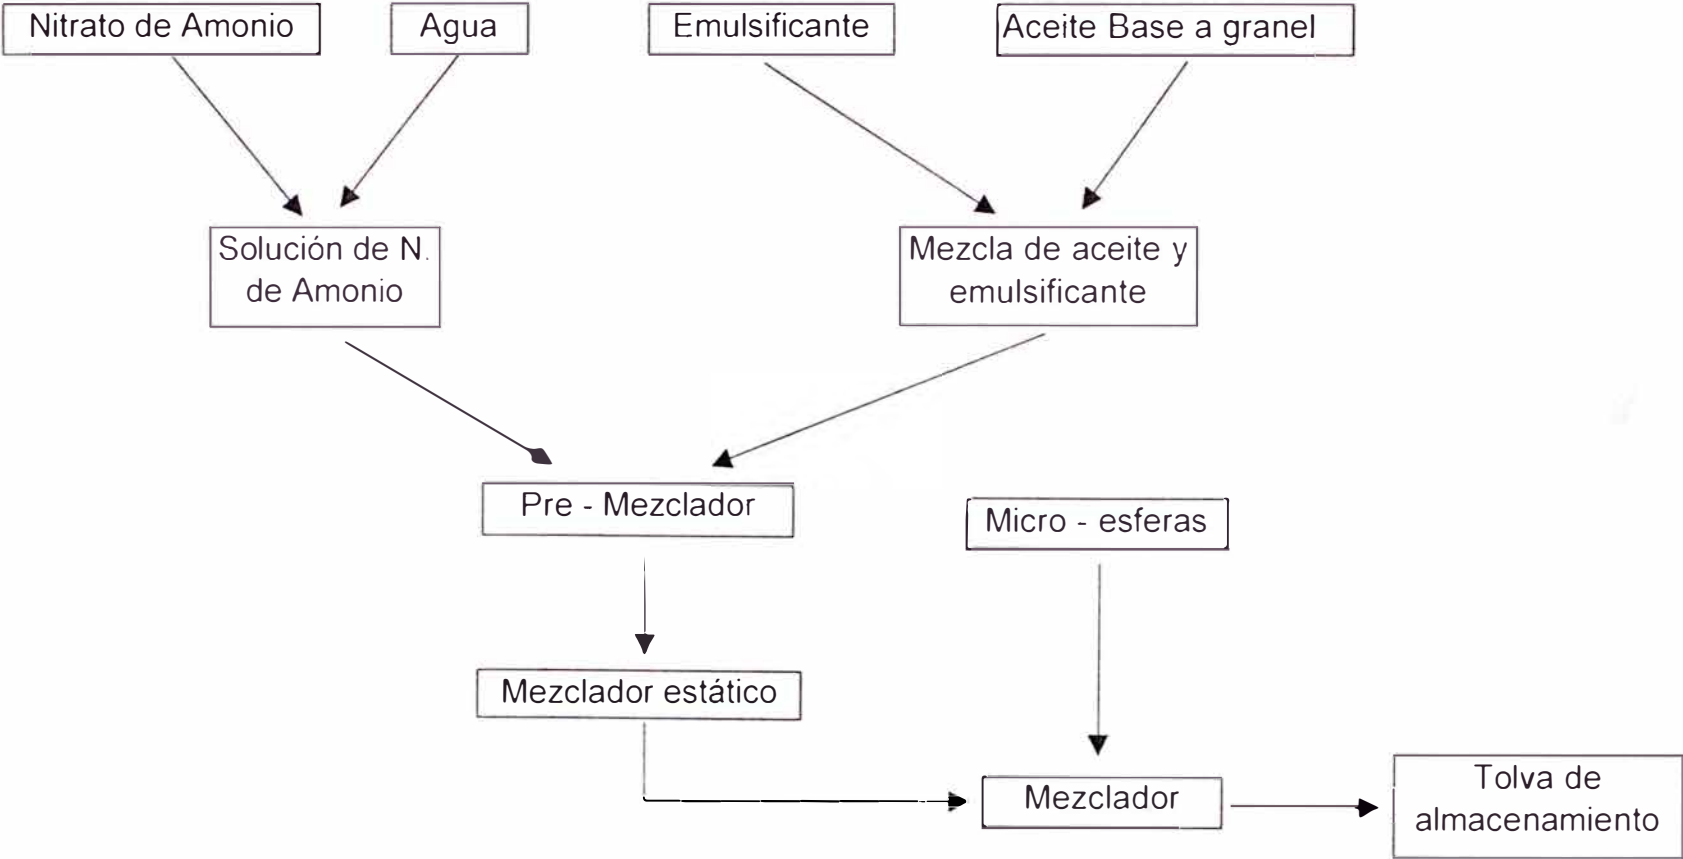 Nitrato de Amonio
Agua
Emulsificante
Aceite Base a granel
Solución de N.
de Amonio
Mezcla de aceite y
emulsificante
Pre - Mezclador
Micro - esferas
Mezclador estático
Mezclador
Tolva de
almacenamiento